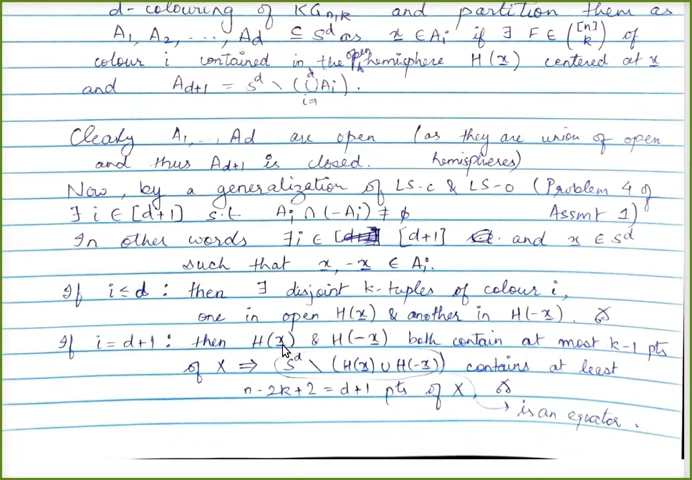 d-colouring of KG_{n,k} and partition them as
A₁, A₂, ..., A_d ⊆ S^d as x ∈ A_i if ∃ F ∈ ([n] k) of
colour i contained in the open hemisphere H(x) centered at x
and A_{d+1} = S^d \ (⋃_{i=1}^{d} A_i).
Clearly A₁, .., A_d are open (as they are union of open
and thus A_{d+1} is closed. hemispheres)
Now, by a generalization of LS-c & LS-o (Problem 4 of
∃ i ∈ [d+1] s.t. A_i ∩ (-A_i) ≠ ϕ Assmt 1)
In other words ∃ i ∈ [d+1] and x ∈ S^d
such that x, -x ∈ A_i.
If i ≤ d : then ∃ disjoint k-tuples of colour i,
one in open H(x) & another in H(-x).
If i = d+1 : then H(x) & H(-x) both contain at most k-1 pts
of X ⇒ S^d \ (H(x) ∪ H(-x)) contains at least
n-2k+2 = d+1 pts of X,
→ is an equator.